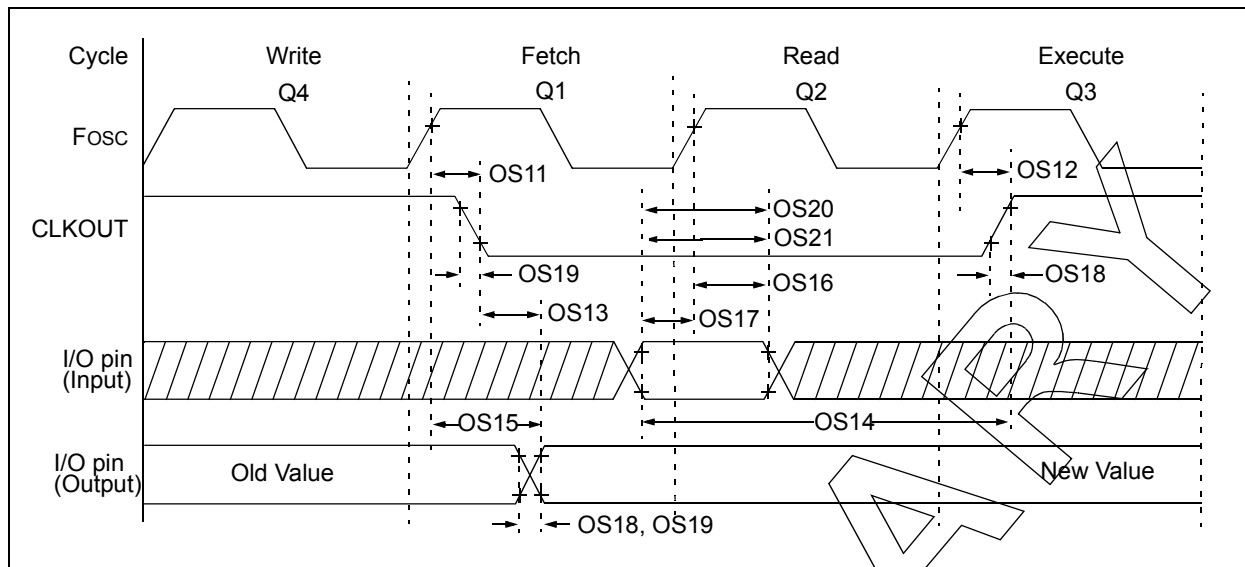 Cycle Write Fetch Read Execute
Q4 Q1 Q2 Q3
FOSC
OS11 OS12
CLKOUT
OS20
OS21
OS19 OS16 OS18
OS13 OS17
I/O pin
(Input)
OS15 OS14
I/O pin
(Output)
Old Value New Value
OS18, OS19